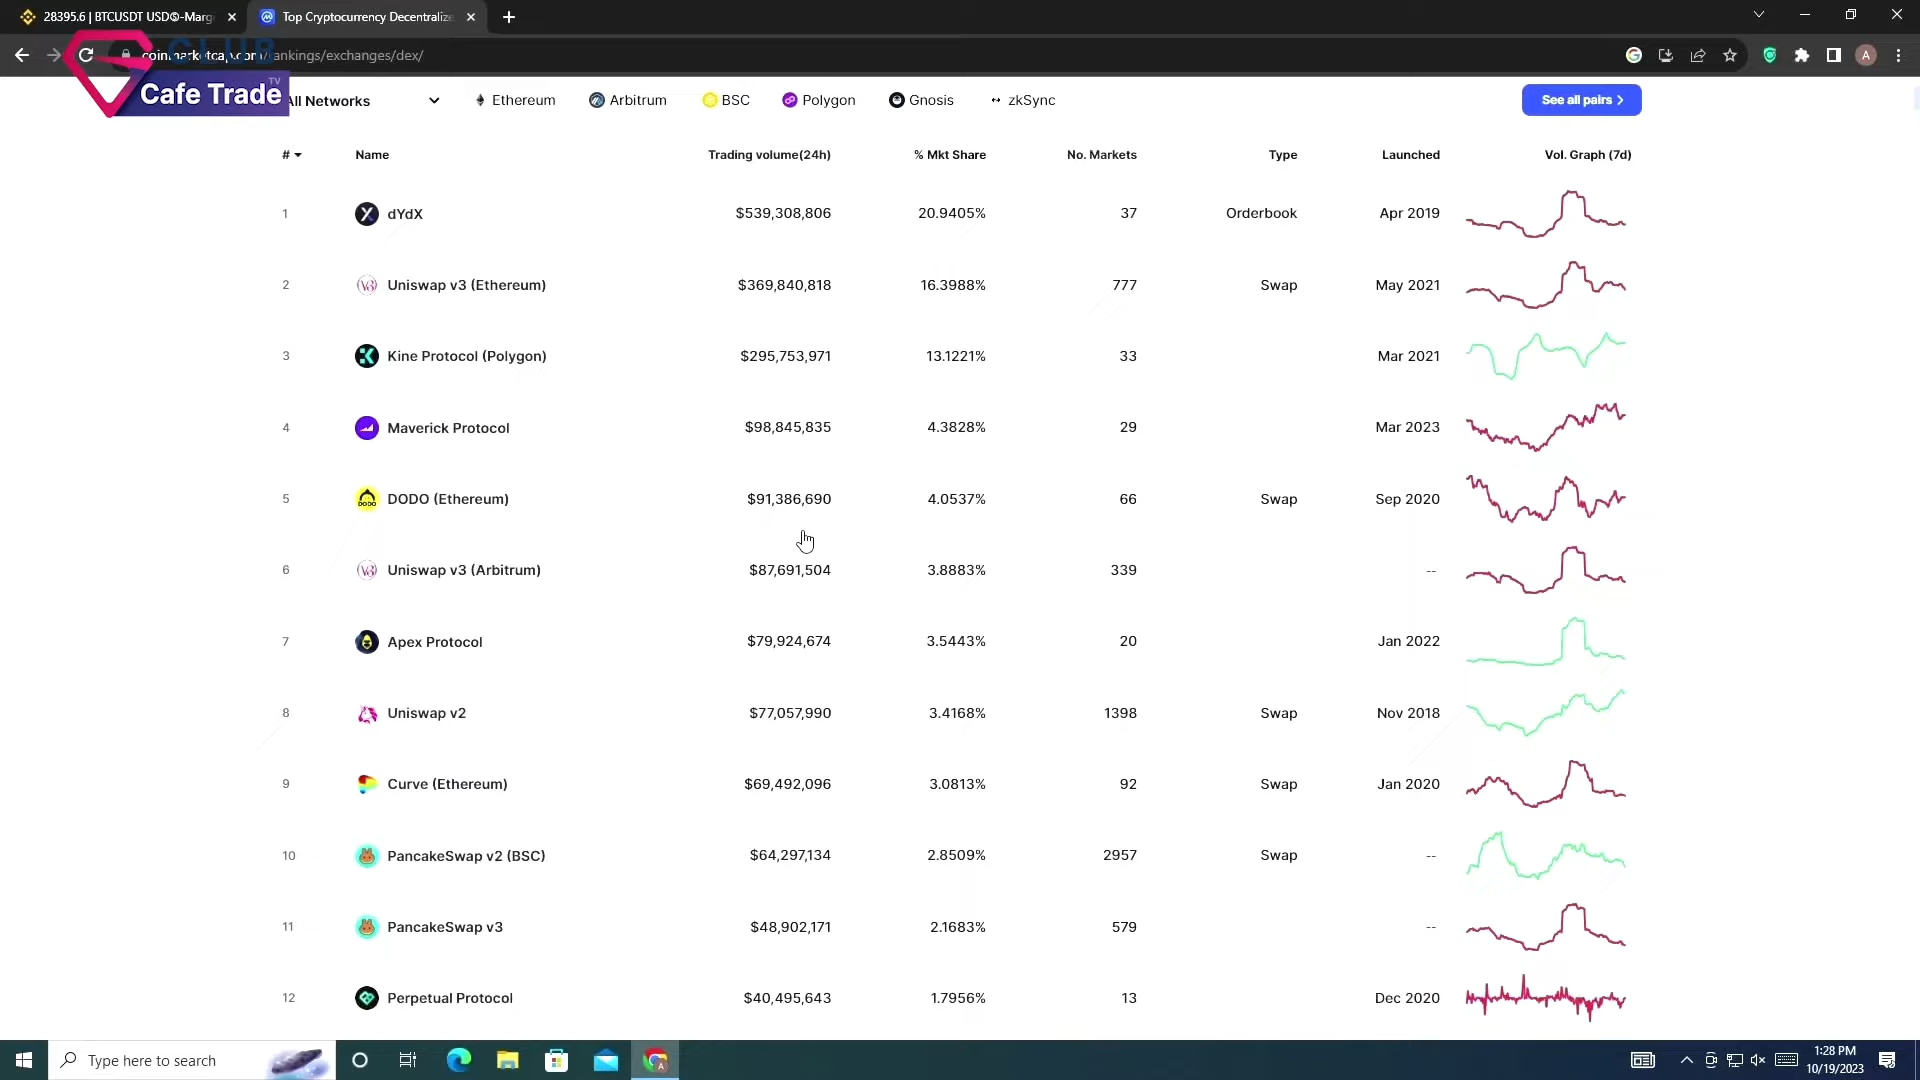 28395.6 | BTCUSDT USDⓈ-Marg
Top Cryptocurrency Decentralize
coinmarketcap.com/rankings/exchanges/dex/
CLUB
Cafe Trade TV
All Networks
Ethereum
Arbitrum
BSC
Polygon
Gnosis
zkSync
See all pairs
# Name Trading volume(24h) % Mkt Share No. Markets Type Launched Vol. Graph (7d)
1 dYdX $539,308,806 20.9405% 37 Orderbook Apr 2019
2 Uniswap v3 (Ethereum) $369,840,818 16.3988% 777 Swap May 2021
3 Kine Protocol (Polygon) $295,753,971 13.1221% 33 Mar 2021
4 Maverick Protocol $98,845,835 4.3828% 29 Mar 2023
5 DODO (Ethereum) $91,386,690 4.0537% 66 Swap Sep 2020
6 Uniswap v3 (Arbitrum) $87,691,504 3.8883% 339 --
7 Apex Protocol $79,924,674 3.5443% 20 Jan 2022
8 Uniswap v2 $77,057,990 3.4168% 1398 Swap Nov 2018
9 Curve (Ethereum) $69,492,096 3.0813% 92 Swap Jan 2020
10 PancakeSwap v2 (BSC) $64,297,134 2.8509% 2957 Swap --
11 PancakeSwap v3 $48,902,171 2.1683% 579 --
12 Perpetual Protocol $40,495,643 1.7956% 13 Dec 2020
Type here to search
1:28 PM
10/19/2023